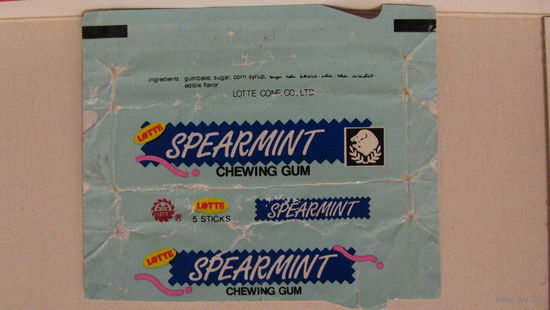 ingredients : gumbase, sugar, corn syrup,
edible flavor
LOTTE CONF. CO., LTD
LOTTE
SPEARMINT
CHEWING GUM
LOTTE
®
LOTTE
5 STICKS
SPEARMINT
LOTTE
SPEARMINT
CHEWING GUM